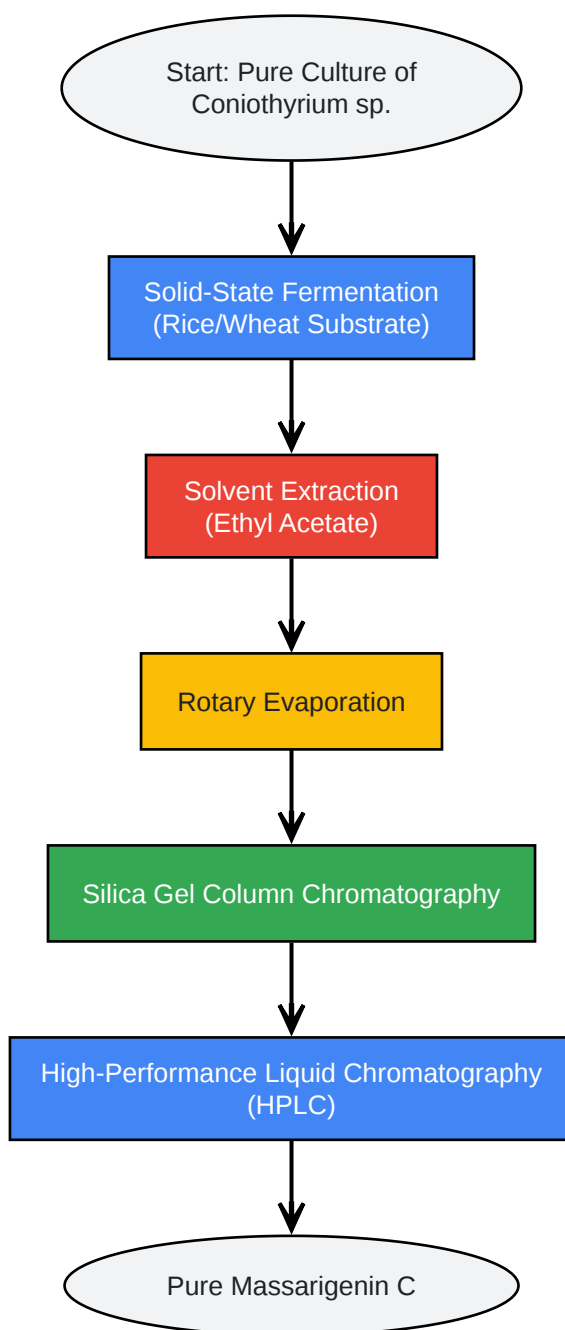 Start: Pure Culture of
Coniothyrium sp.
Solid-State Fermentation
(Rice/Wheat Substrate)
Solvent Extraction
(Ethyl Acetate)
Rotary Evaporation
Silica Gel Column Chromatography
High-Performance Liquid Chromatography
(HPLC)
Pure Massarigenin C